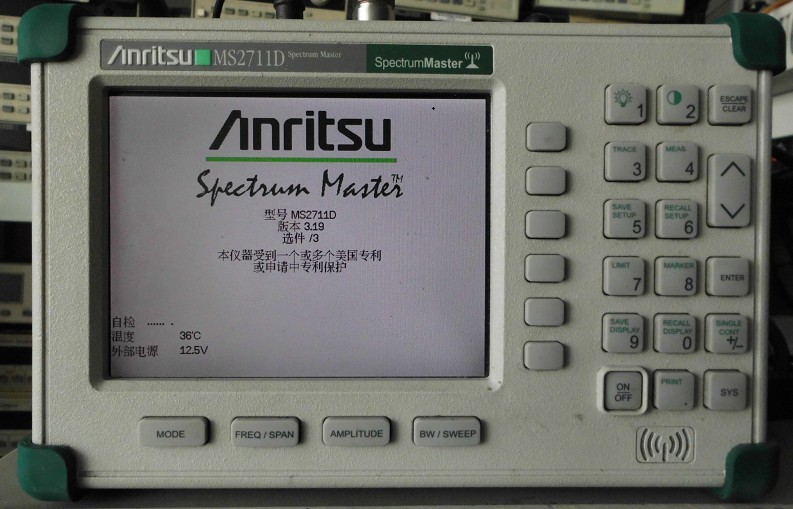 Anritsu MS2711D Spectrum Master
SpectrumMaster
Anritsu
Spectrum Master™
型号 MS2711D
版本 3.19
选件 /3
本仪器受到一个或多个美国专利
或申请中专利保护
自检 ...... .
温度 36℃
外部电源 12.5V
1
2
ESCAPE
CLEAR
TRACE
3
MEAS
4
SAVE
SETUP
5
RECALL
SETUP
6
LIMIT
7
MARKER
8
ENTER
SAVE
DISPLAY
9
RECALL
DISPLAY
0
SINGLE
CONT
+/−
ON
OFF
PRINT
.
SYS
MODE
FREQ / SPAN
AMPLITUDE
BW / SWEEP